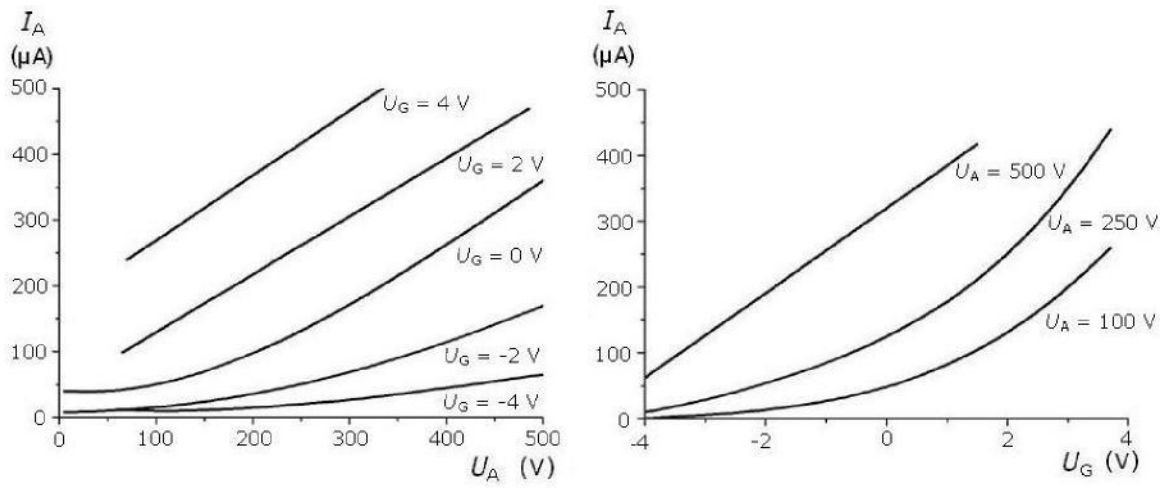 I_A
(µA)
500
400
300
200
100
0
U_G = 4 V
U_G = 2 V
U_G = 0 V
U_G = -2 V
U_G = -4 V
0 100 200 300 400 500
U_A (V)
I_A
(µA)
500
400
300
200
100
0
U_A = 500 V
U_A = 250 V
U_A = 100 V
-4 -2 0 2 4
U_G (V)